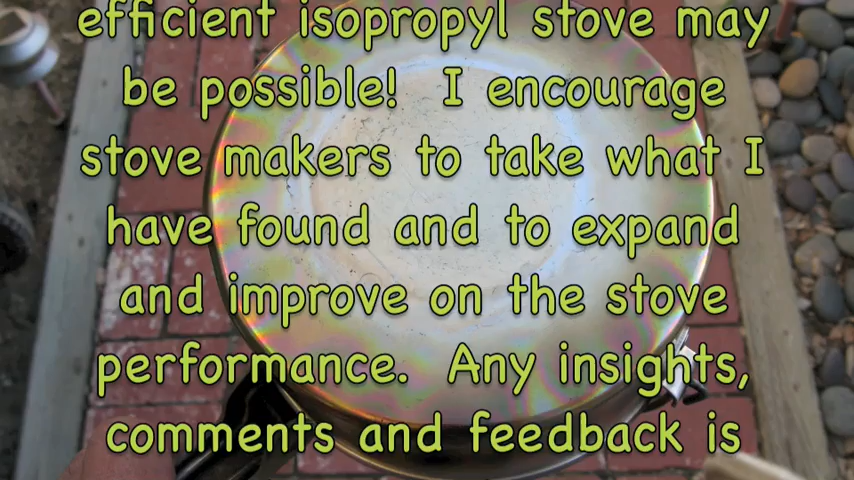 efficient isopropyl stove may
be possible! I encourage
stove makers to take what I
have found and to expand
and improve on the stove
performance. Any insights,
comments and feedback is